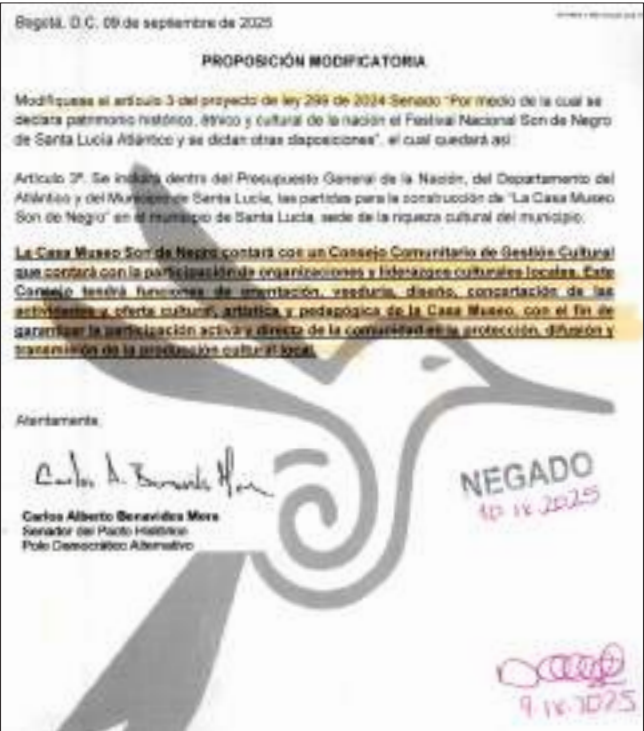 Bogotá, D.C. 09 de septiembre de 2025
PROPOSICIÓN MODIFICATORIA
Modifíquese el artículo 3 del proyecto de ley 299 de 2024 Senado "Por medio de la cual se
declara patrimonio histórico, étnico y cultural de la nación el Festival Nacional Son de Negro
de Santa Lucía Atlántico y se dictan otras disposiciones", el cual quedará así:
Artículo 3º. Se incluirá dentro del Presupuesto General de la Nación, del Departamento del
Atlántico y del Municipio de Santa Lucía, las partidas para la construcción de "La Casa Museo
Son de Negro" en el municipio de Santa Lucía, sede de la riqueza cultural del municipio.
La Casa Museo Son de Negro contará con un Consejo Comunitario de Gestión Cultural
que contará con la participación de organizaciones y liderazgos culturales locales. Este
Consejo tendrá funciones de orientación, veeduría, diseño, concertación de las
actividades y oferta cultural, artística y pedagógica de la Casa Museo, con el fin de
garantizar la participación activa y directa de la comunidad en la protección, difusión y
transmisión de la producción cultural local.
Atentamente,
Carlos A. Benavides Mora
Carlos Alberto Benavides Mora
Senador del Pacto Histórico
Polo Democrático Alternativo
NEGADO
10 IX 2025
9.IX.2025